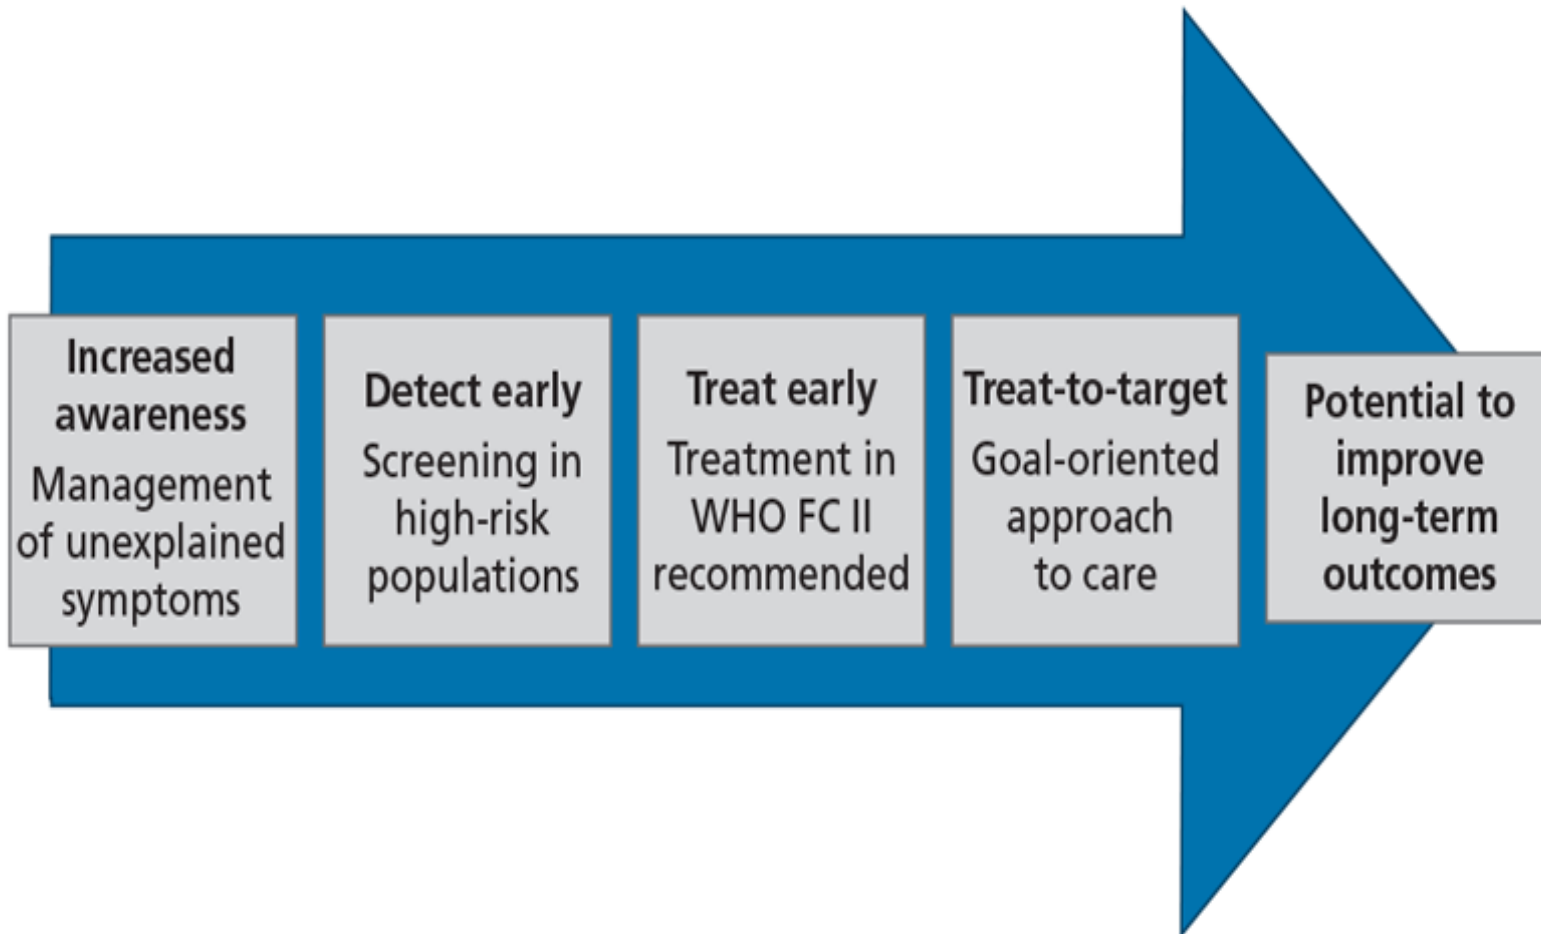 Increased
awareness
Management
of unexplained
symptoms
Detect early
Screening in
high-risk
populations
Treat early
Treatment in
WHO FC II
recommended
Treat-to-target
Goal-oriented
approach
to care
Potential to
improve
long-term
outcomes